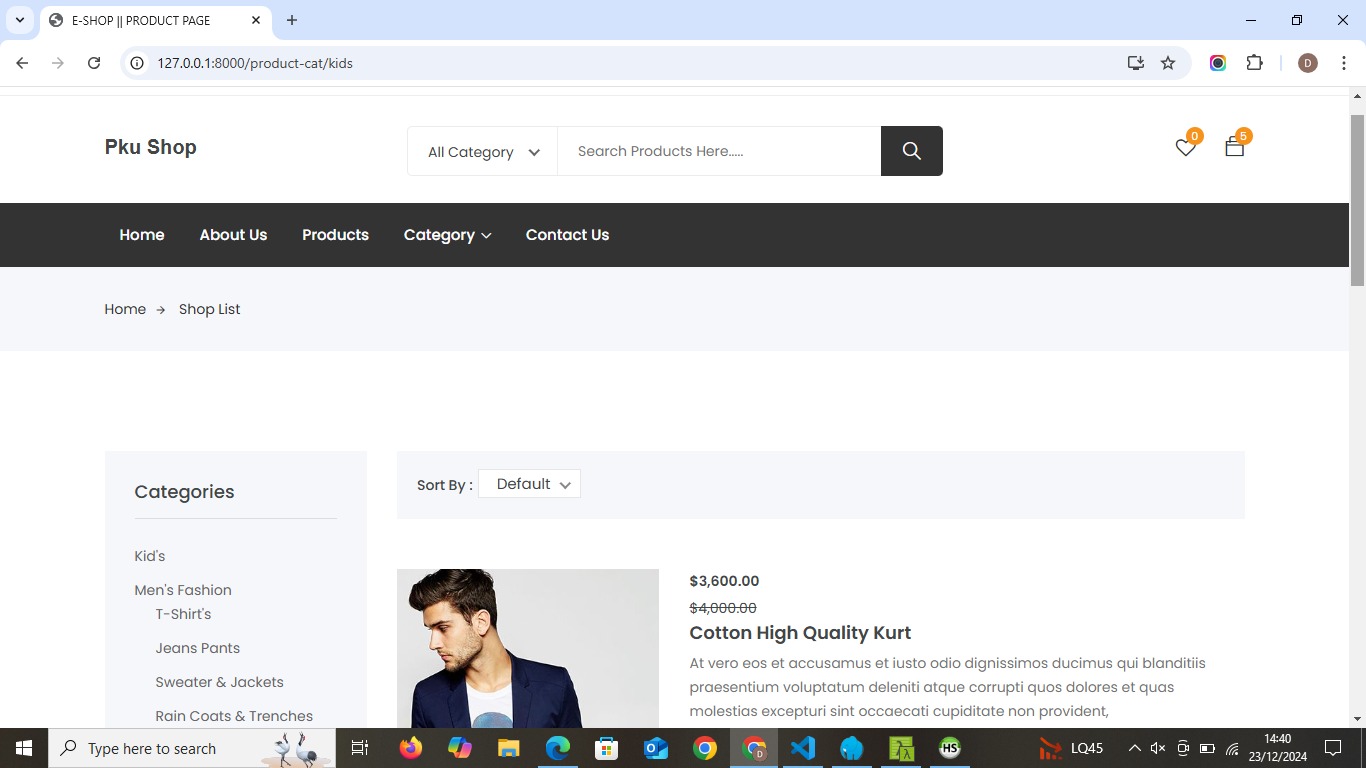 E-SHOP || PRODUCT PAGE
127.0.0.1:8000/product-cat/kids
D
Pku Shop
All Category
Search Products Here.....
0
5
Home
About Us
Products
Category
Contact Us
Home
Shop List
Categories
Kid's
Men's Fashion
T-Shirt's
Jeans Pants
Sweater & Jackets
Rain Coats & Trenches
Sort By :
Default
$3,600.00
$4,000.00
Cotton High Quality Kurt
At vero eos et accusamus et iusto odio dignissimos ducimus qui blanditiis
praesentium voluptatum deleniti atque corrupti quos dolores et quas
molestias excepturi sint occaecati cupiditate non provident,
Type here to search
D
HS
LQ45
14:40
23/12/2024